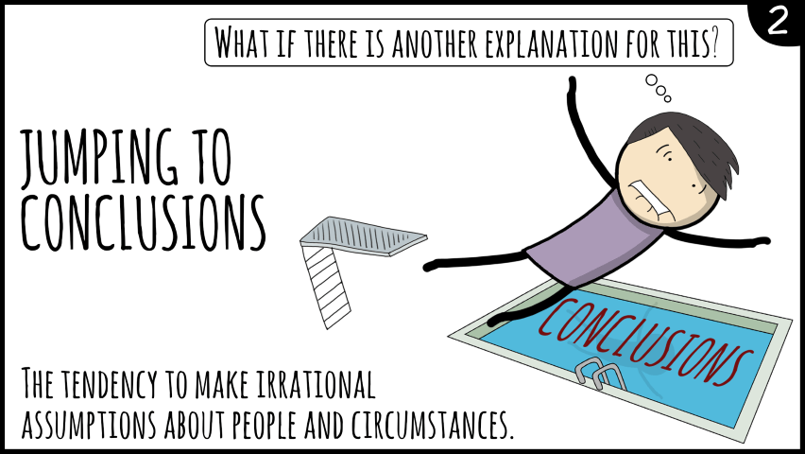 2
What if there is another explanation for this?
Jumping to
Conclusions
Conclusions
The tendency to make irrational
assumptions about people and circumstances.